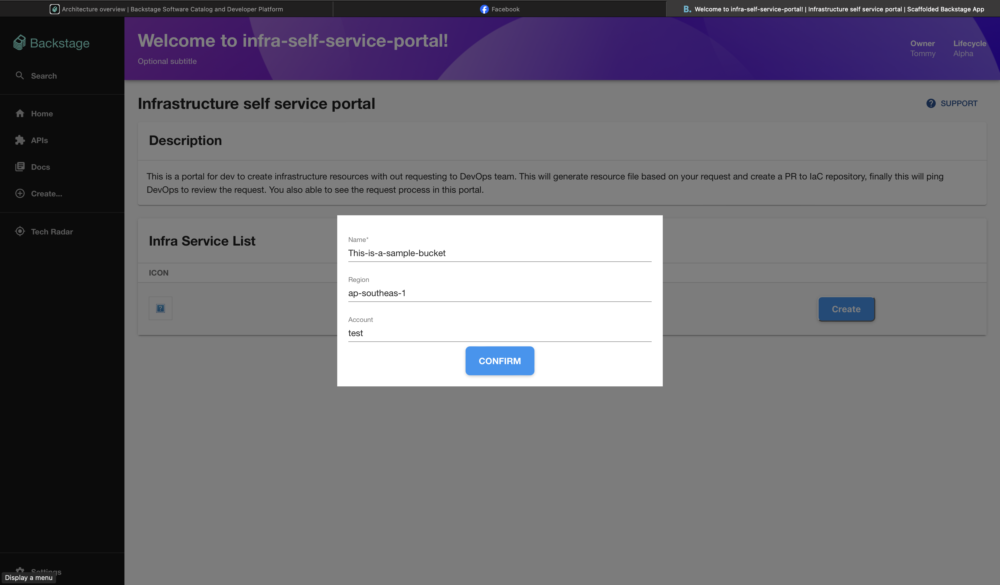 Architecture overview | Backstage Software Catalog and Developer Platform
Facebook
B. Welcome to infra-self-service-portal! | Infrastructure self service portal | Scaffolded Backstage App
Backstage
Search
Home
APIs
Docs
Create...
Tech Radar
Settings
Display a menu
Welcome to infra-self-service-portal!
Optional subtitle
Owner
Tommy
Lifecycle
Alpha
Infrastructure self service portal
SUPPORT
Description
This is a portal for dev to create infrastructure resources with out requesting to DevOps team. This will generate resource file based on your request and create a PR to IaC repository, finally this will ping
DevOps to review the request. You also able to see the request process in this portal.
Infra Service List
ICON
Create
Name*
This-is-a-sample-bucket
Region
ap-southeas-1
Account
test
CONFIRM